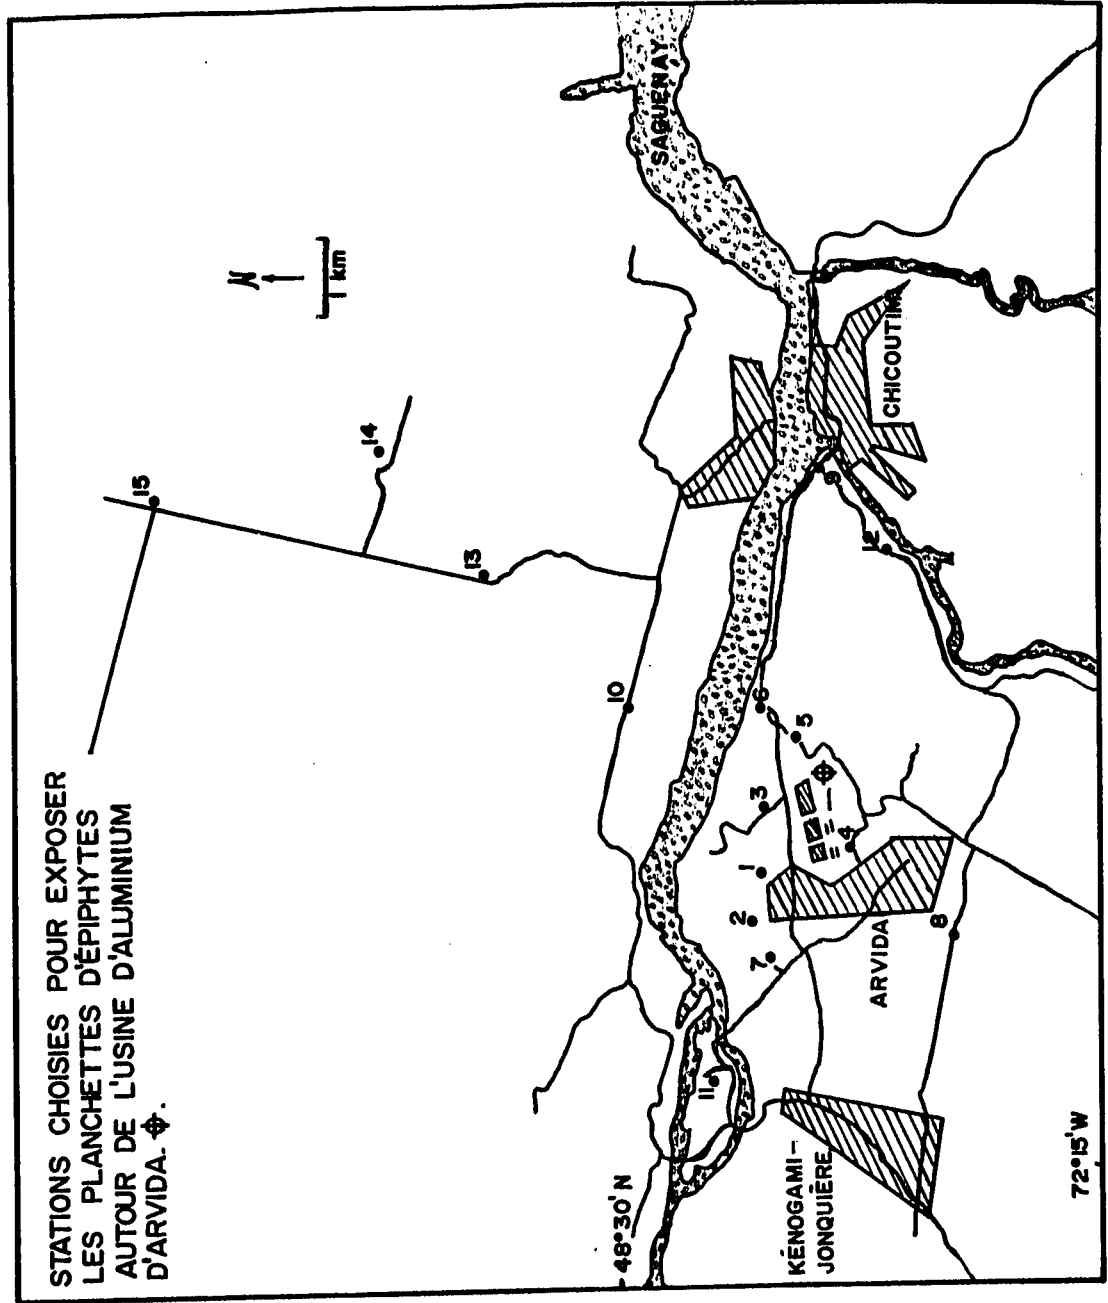 STATIONS CHOISIES POUR EXPOSER
LES PLANCHETTES D'ÉPIPHYTES
AUTOUR DE L'USINE D'ALUMINIUM
D'ARVIDA.
15
14
N
1 km
13
SAGUENAY
10
48°30'N
11
7
2
1
3
6
5
4
9
12
CHICOUTIMI
ARVIDA
8
KÉNOGAMI-
JONQUIÈRE
72°15'W